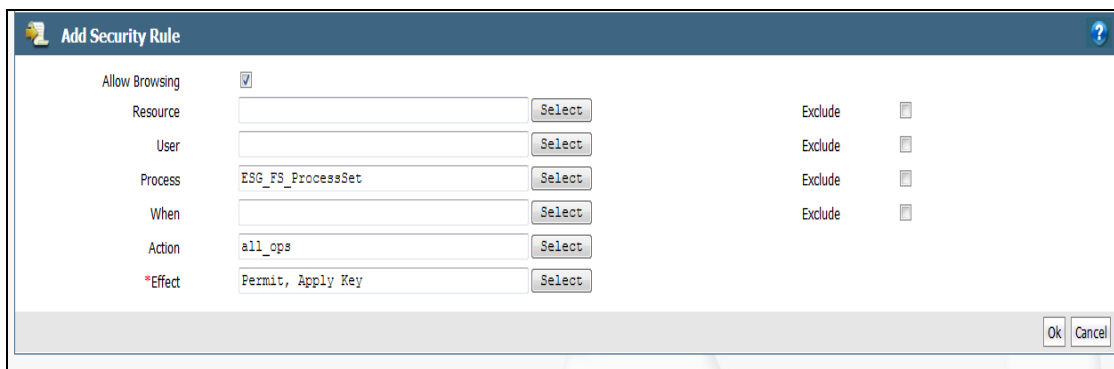 Add Security Rule ?
Allow Browsing
Resource Select Exclude
User Select Exclude
Process ESG_FS_ProcessSet Select Exclude
When Select Exclude
Action all_ops Select
*Effect Permit, Apply Key Select
Ok Cancel